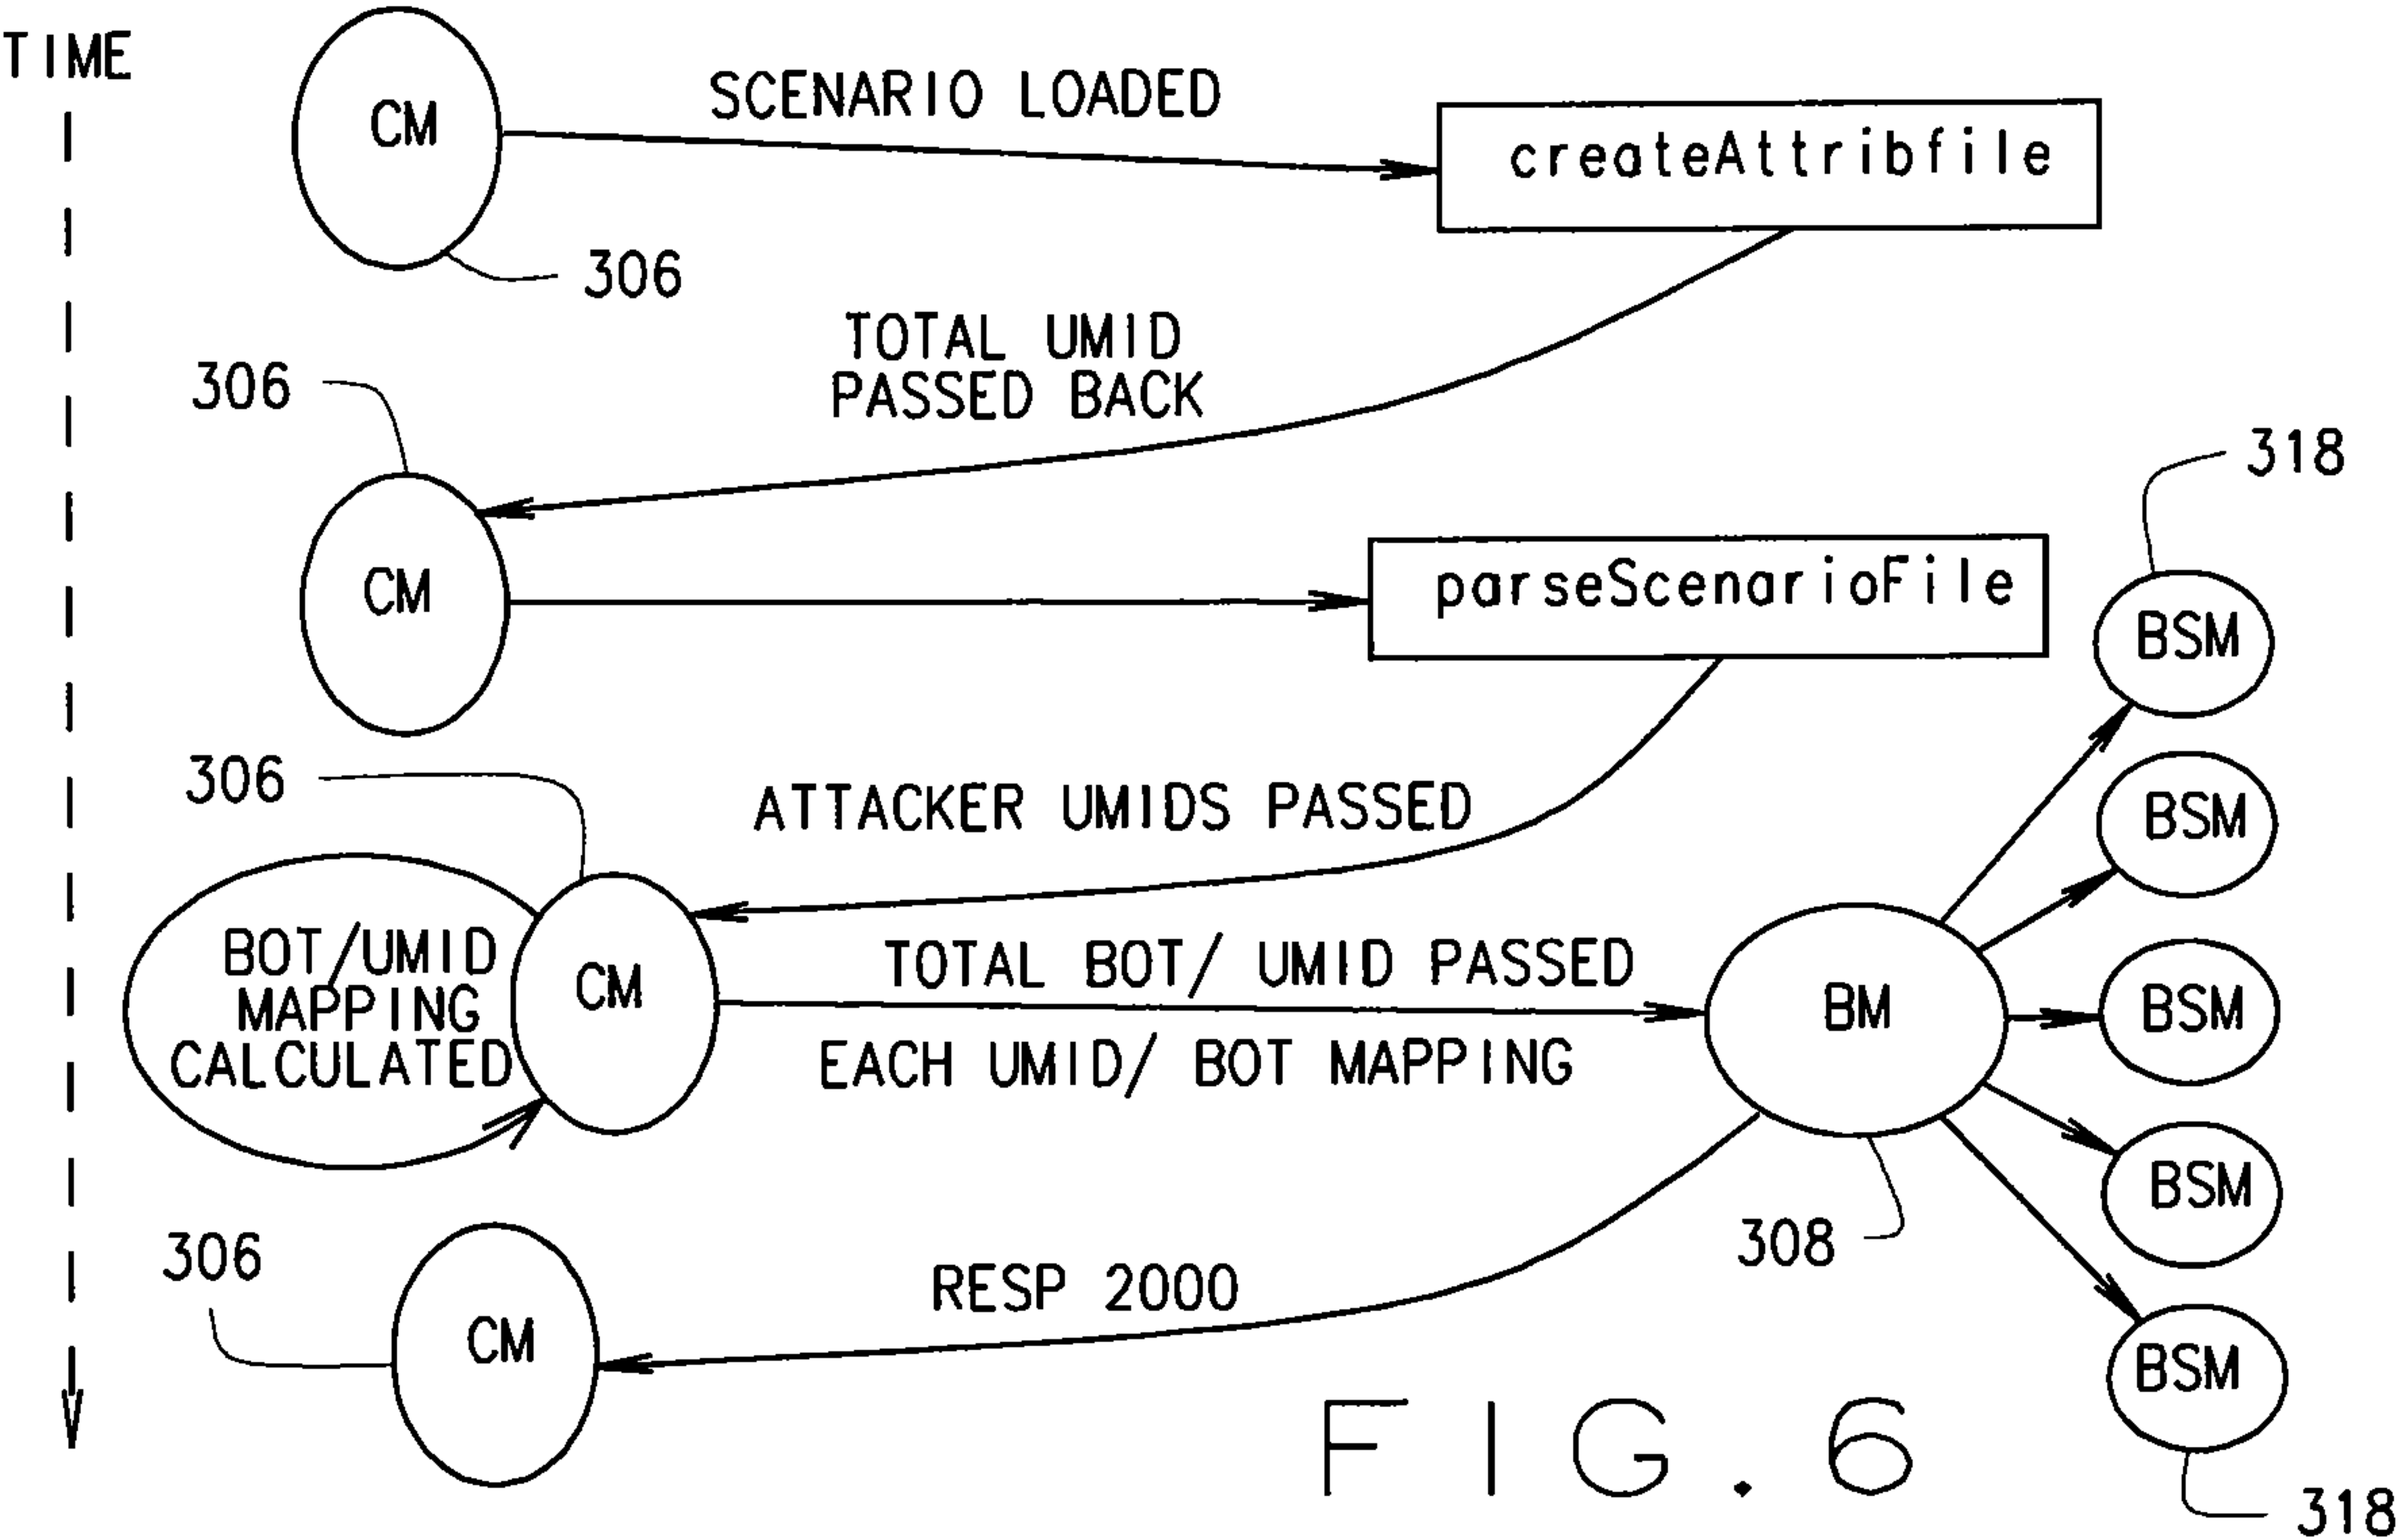 TIME
CM
SCENARIO LOADED
createAttribfile
306
TOTAL UMID
PASSED BACK
306
318
CM
parseScenarioFile
BSM
306
ATTACKER UMIDS PASSED
BSM
BOT/UMID
MAPPING
CALCULATED
CM
TOTAL BOT/ UMID PASSED
EACH UMID/ BOT MAPPING
BM
BSM
BSM
308
306
RESP 2000
CM
BSM
FIG.6
318